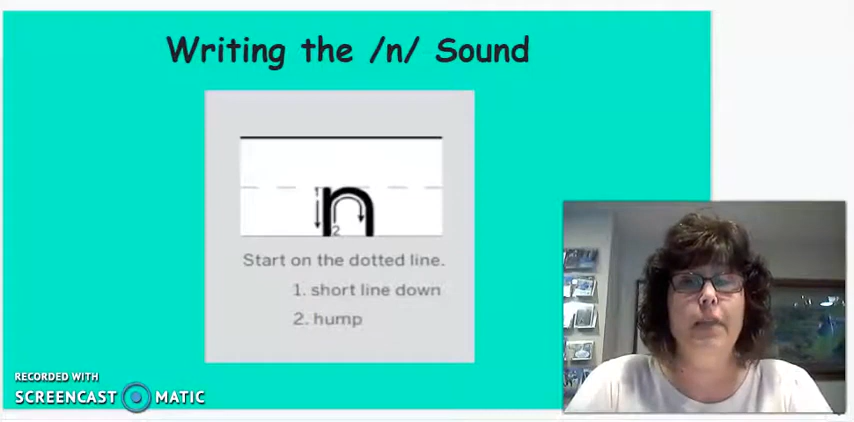 Writing the /n/ Sound
n
2
Start on the dotted line.
1. short line down
2. hump
RECORDED WITH
SCREENCAST MATIC